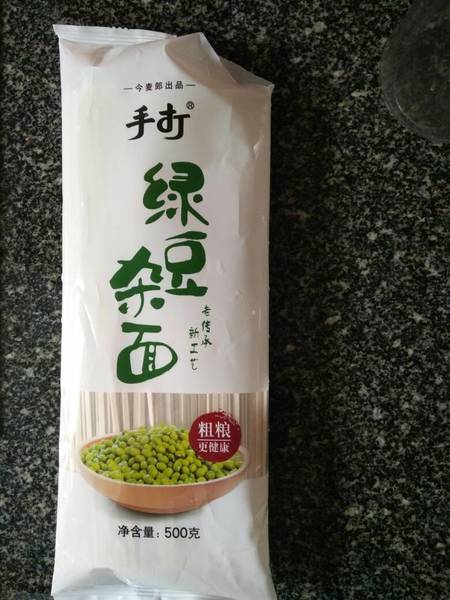 今麦郎出品
手打®
绿豆杂面
老传承
新工艺
粗粮
更健康
净含量：500克